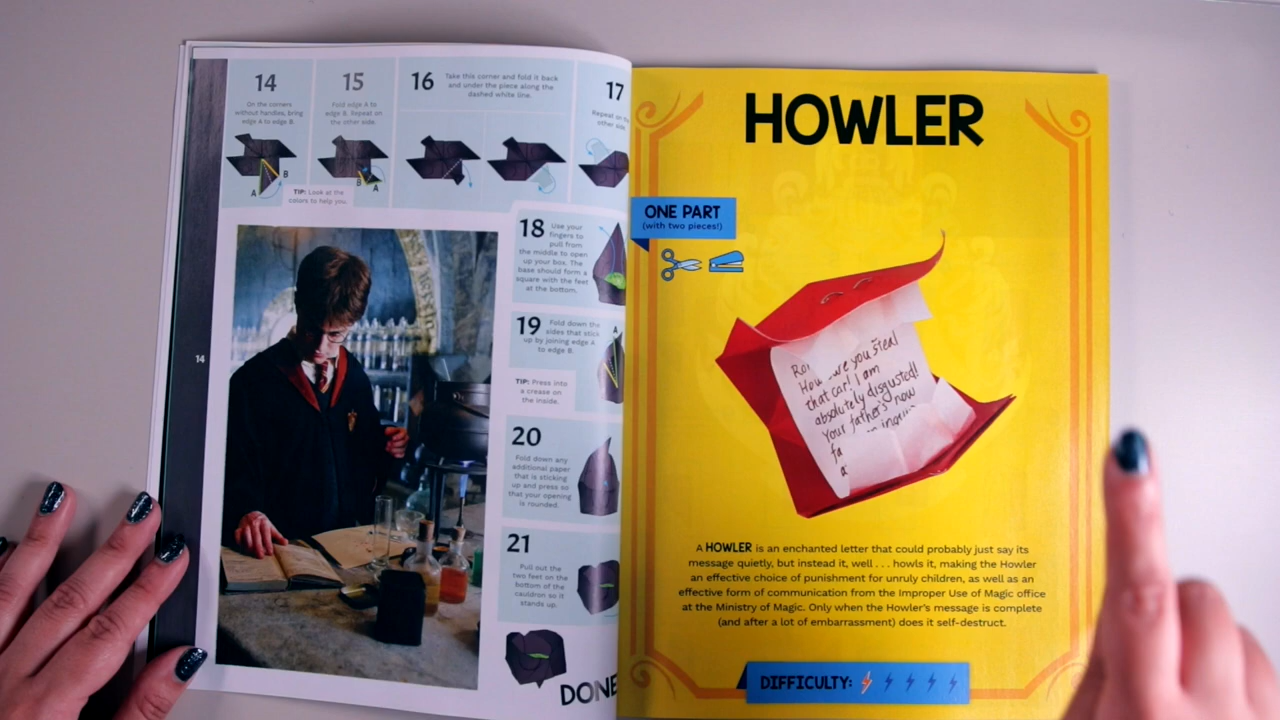 14
On the corners
without handles, bring
edge A to edge B.
A
B
15
Fold edge A to
edge B. Repeat on
the other side.
B
A
TIP: Look at the
colors to help you.
16
Take this corner and fold it back
and under the piece along the
dashed white line.
17
Repeat on
other side.
18
Use your
fingers to
pull from
the middle to open
up your box. The
base should form a
square with the feet
at the bottom.
19
Fold down the
sides that stick
up by joining edge A
to edge B.
A
TIP: Press into
a crease on
the inside.
20
Fold down any
additional paper
that is sticking
up and press so
that your opening
is rounded.
21
Pull out the
two feet on the
bottom of the
cauldron so it
stands up.
DONE
14
HOWLER
ONE PART
(with two pieces!)
you steal
that car! I am
absolutely disgusted!
Your father's now
A HOWLER is an enchanted letter that could probably just say its
message quietly, but instead it, well . . . howls it, making the Howler
an effective choice of punishment for unruly children, as well as an
effective form of communication from the Improper Use of Magic office
at the Ministry of Magic. Only when the Howler's message is complete
(and after a lot of embarrassment) does it self-destruct.
DIFFICULTY: